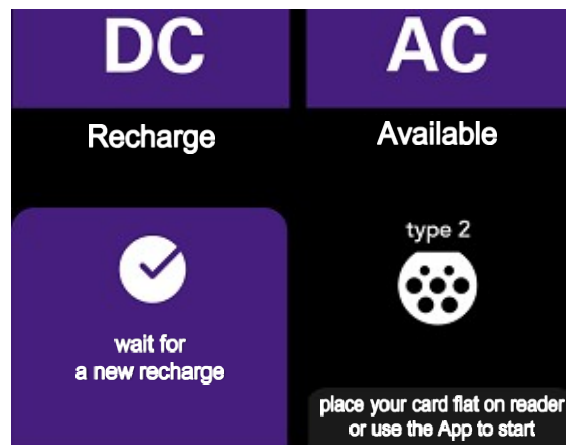 DC
Recharge
wait for
a new recharge
AC
Available
type 2
place your card flat on reader
or use the App to start